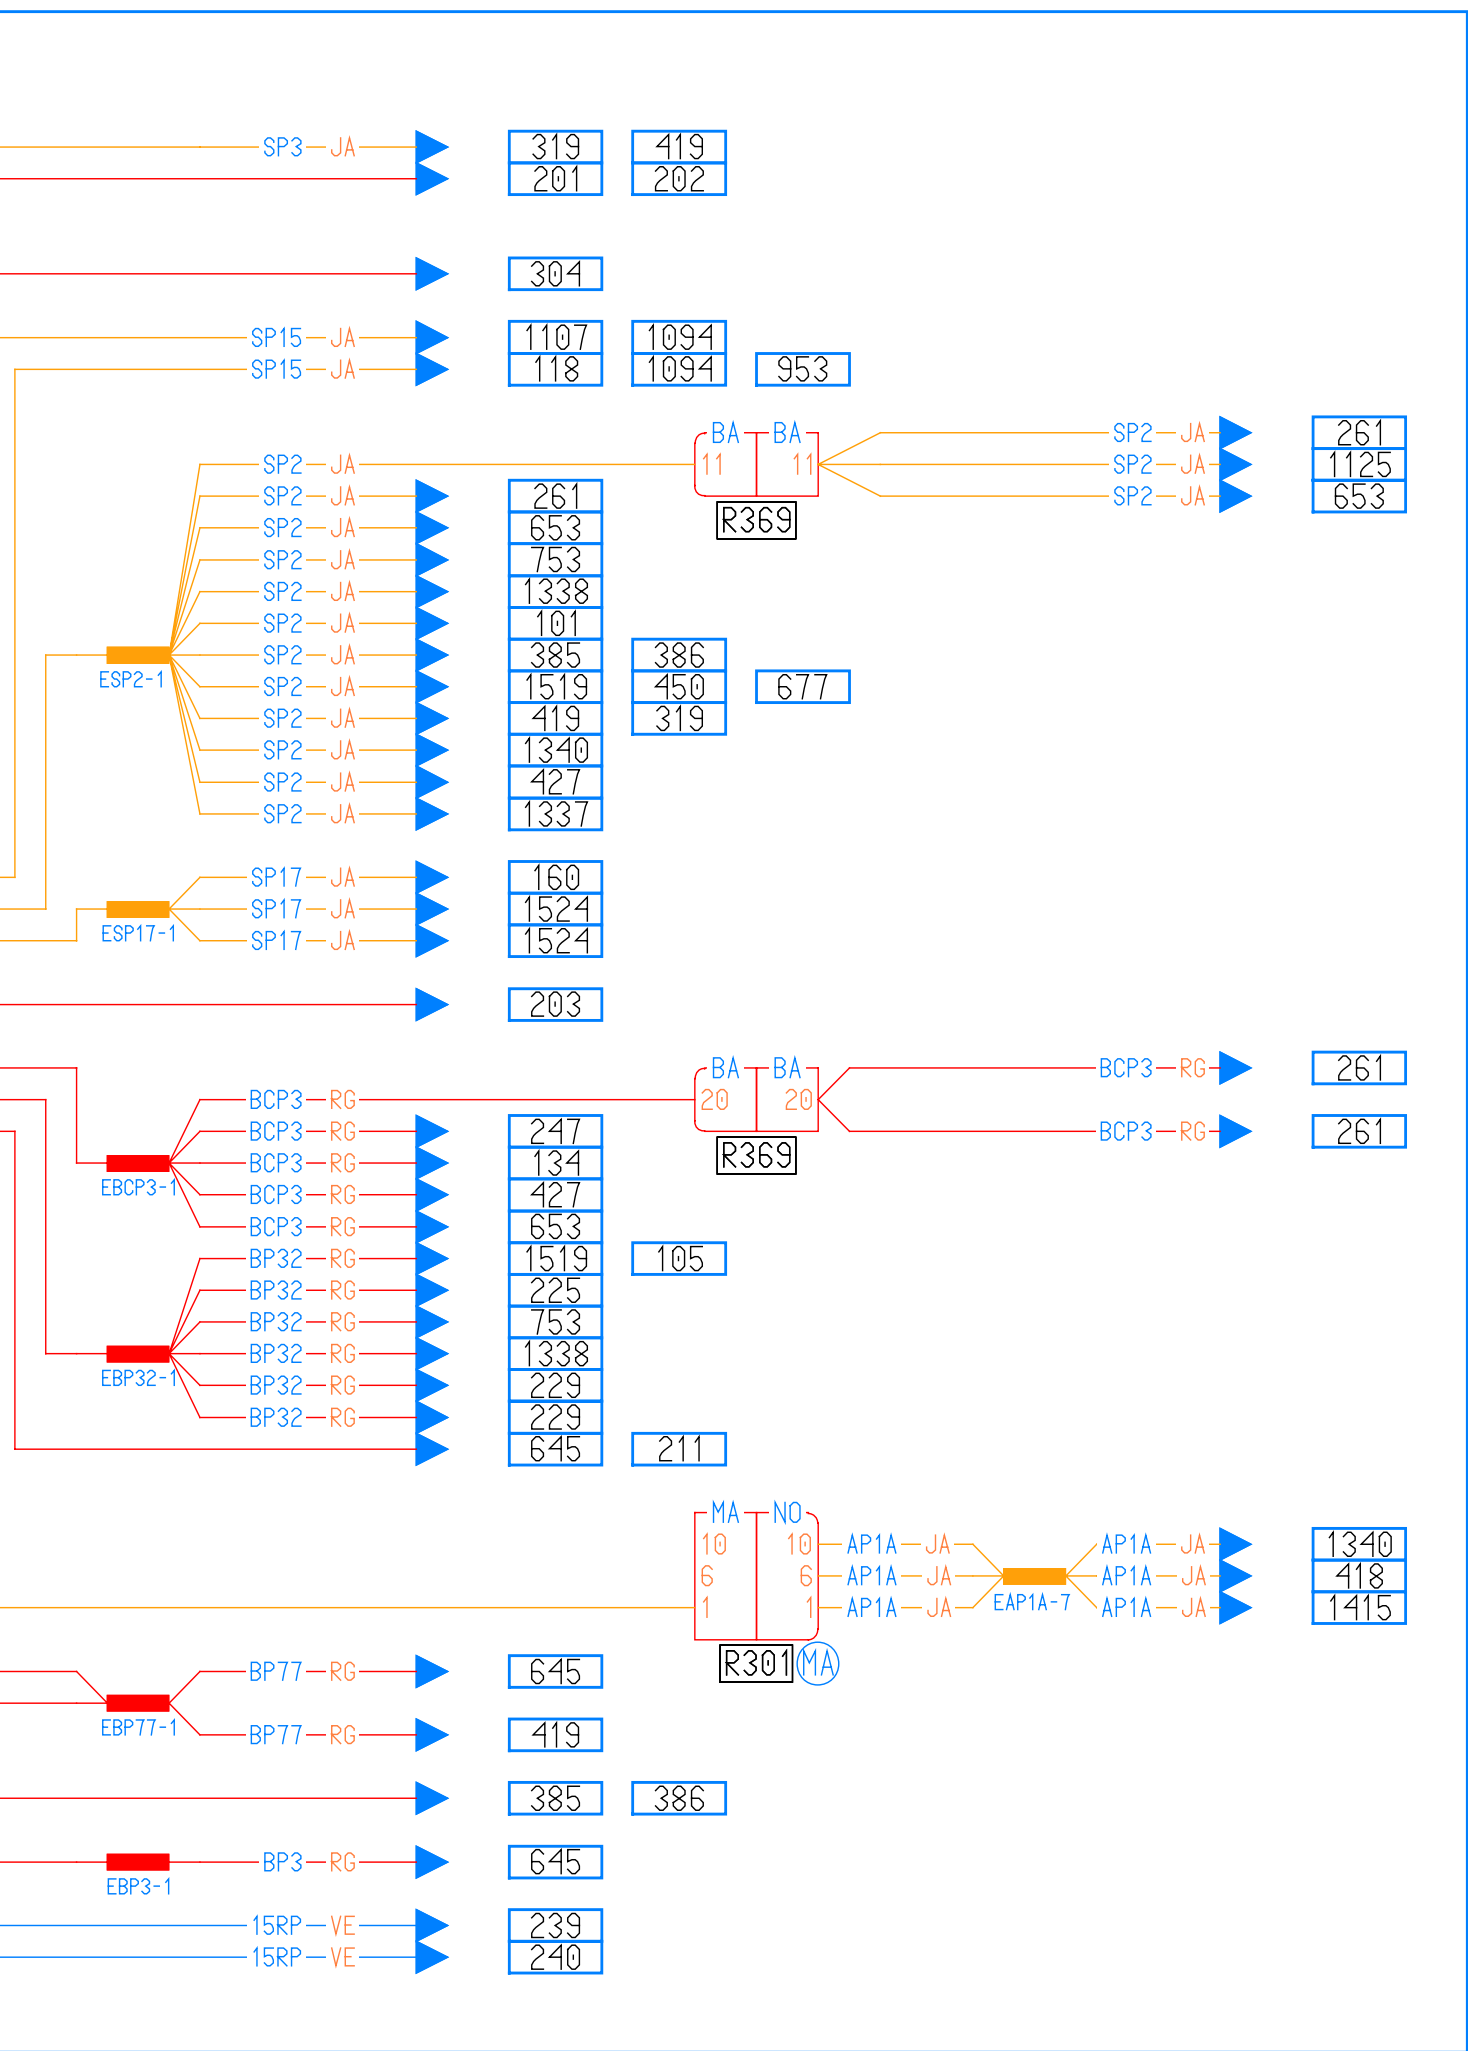 SP3 JA 319 419
201 202
304
SP15 JA 1107 1094
SP15 JA 118 1094 953
BA BA SP2 JA 261
SP2 JA 11 11 SP2 JA 1125
SP2 JA 261 SP2 JA 653
R369
SP2 JA 653
SP2 JA 753
SP2 JA 1338
SP2 JA 101
SP2 JA 385 386
ESP2-1
SP2 JA 1519 450 677
SP2 JA 419 319
SP2 JA 1340
SP2 JA 427
SP2 JA 1337
SP17 JA 160
SP17 JA 1524
ESP17-1
SP17 JA 1524
203
BA BA BCP3 RG 261
BCP3 RG 20 20
BCP3 RG 247 BCP3 RG 261
R369
BCP3 RG 134
EBCP3-1
BCP3 RG 427
BCP3 RG 653
BP32 RG 1519 105
BP32 RG 225
BP32 RG 753
BP32 RG 1338
EBP32-1
BP32 RG 229
BP32 RG 229
645 211
MA NO
10 10 AP1A JA AP1A JA 1340
6 6 AP1A JA AP1A JA 418
EAP1A-7
1 1 AP1A JA AP1A JA 1415
R301 MA
BP77 RG 645
EBP77-1
BP77 RG 419
385 386
BP3 RG 645
EBP3-1
15RP VE 239
15RP VE 240